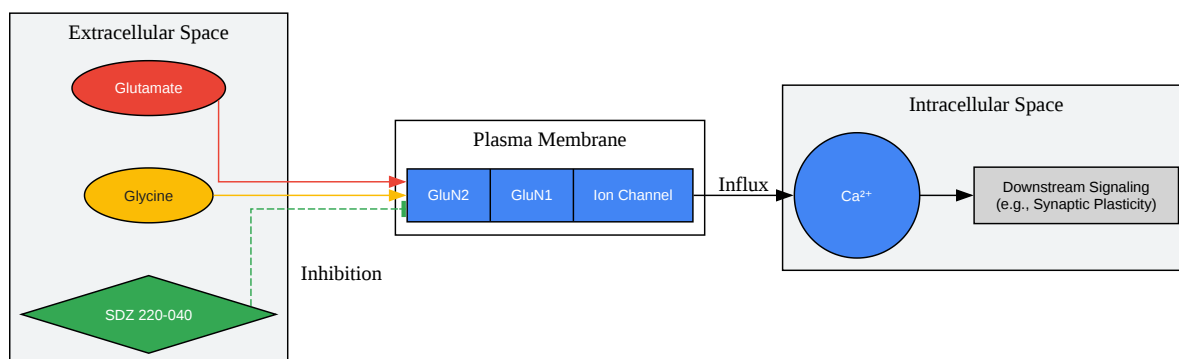 Extracellular Space
Glutamate
Glycine
SDZ 220-040
Inhibition
Plasma Membrane
GluN2
GluN1
Ion Channel
Influx
Intracellular Space
Ca²⁺
Downstream Signaling
(e.g., Synaptic Plasticity)